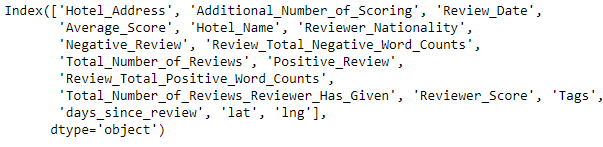 Index(['Hotel_Address', 'Additional_Number_of_Scoring', 'Review_Date',
'Average_Score', 'Hotel_Name', 'Reviewer_Nationality',
'Negative_Review', 'Review_Total_Negative_Word_Counts',
'Total_Number_of_Reviews', 'Positive_Review',
'Review_Total_Positive_Word_Counts',
'Total_Number_of_Reviews_Reviewer_Has_Given', 'Reviewer_Score', 'Tags',
'days_since_review', 'lat', 'lng'],
dtype='object')